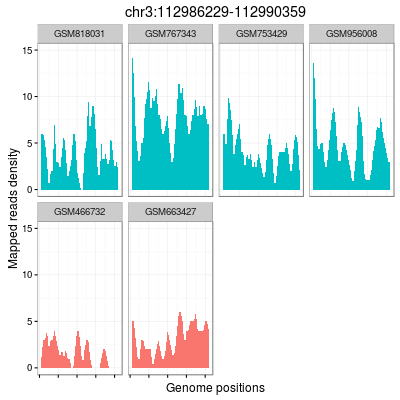 chr3:112986229-112990359
GSM818031 GSM767343 GSM753429 GSM956008
15
10
5
0
GSM466732 GSM663427
15
10
5
0
Mapped reads density
Genome positions